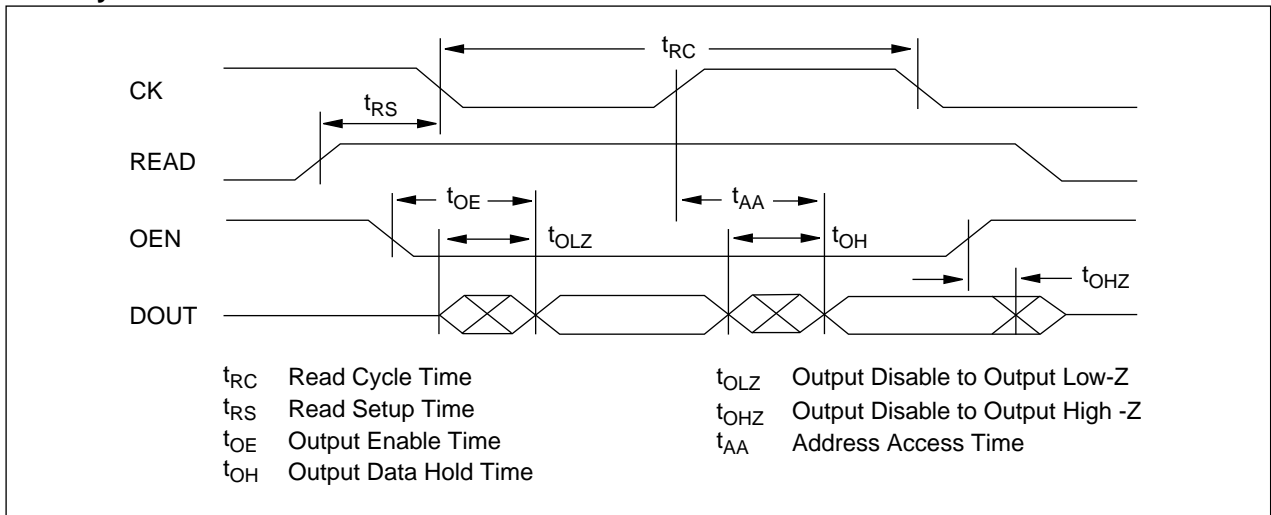 tRC
CK
tRS
READ
tOE
tAA
OEN
tOLZ
tOH
tOHZ
DOUT
tRC Read Cycle Time
tRS Read Setup Time
tOE Output Enable Time
tOH Output Data Hold Time
tOLZ Output Disable to Output Low-Z
tOHZ Output Disable to Output High -Z
tAA Address Access Time